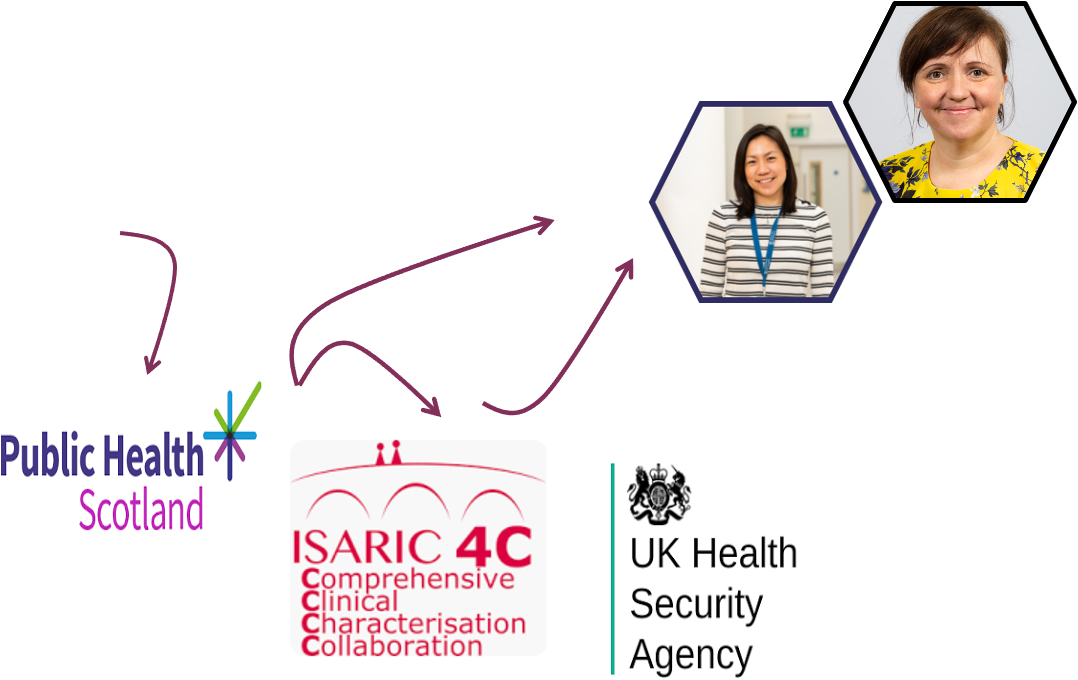 Public Health
Scotland
ISARIC 4C
Comprehensive
Clinical
Characterisation
Collaboration
UK Health
Security
Agency